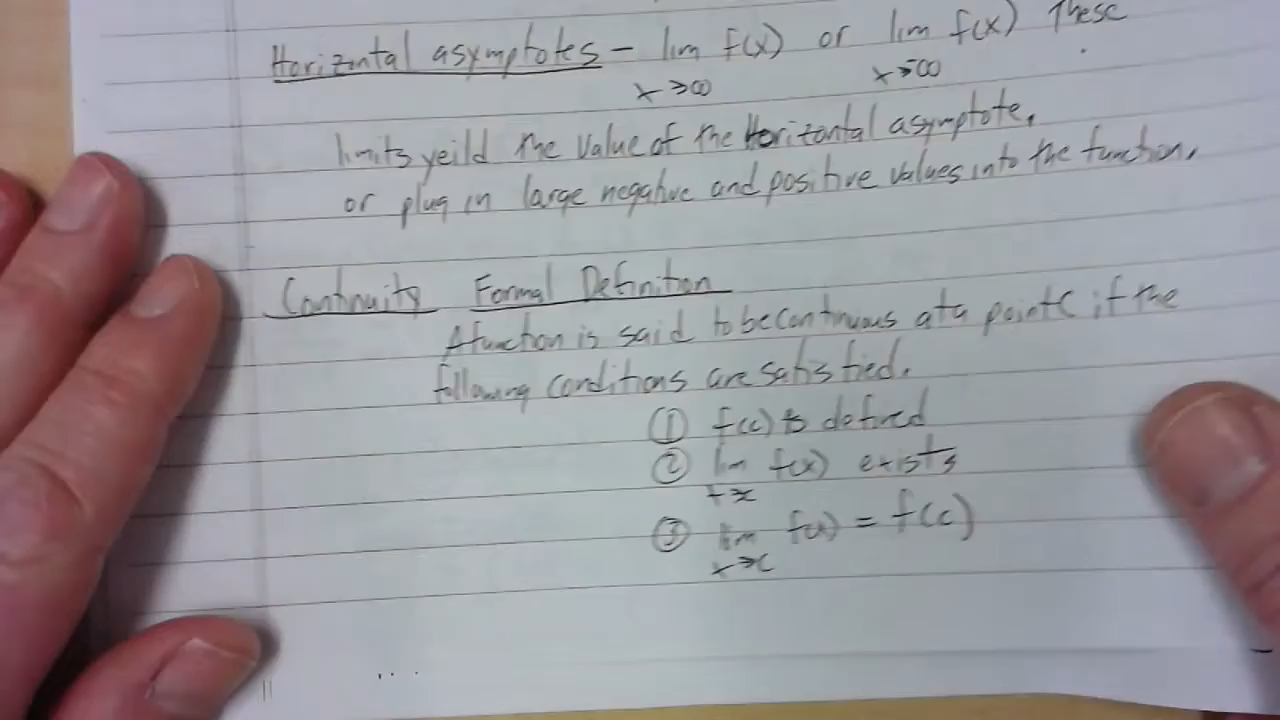 Horizontal asymptotes – lim f(x) or lim f(x) These
x→∞ x→-∞
limits yeild the value of the Horizontal asymptote,
or plug in large negative and positive values into the function.
Continuity Formal Definition
A function is said to be continuous at a point C if the
following conditions are satisfied.
① f(c) is defined
② lim f(x) exists
x→c
③ lim f(x) = f(c)
x→c